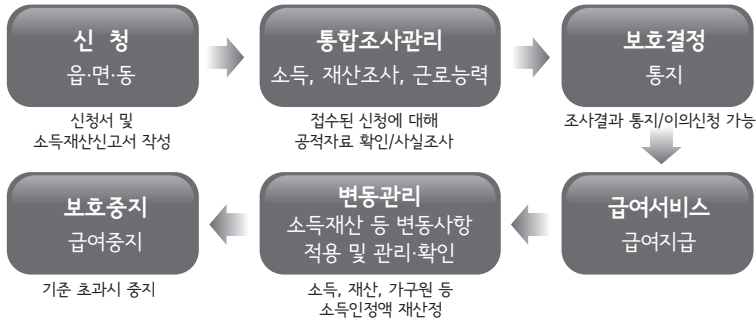 신 청
읍·면·동
신청서 및
소득재산신고서 작성
통합조사관리
소득, 재산조사, 근로능력
접수된 신청에 대해
공적자료 확인/사실조사
보호결정
통지
조사결과 통지/이의신청 가능
급여서비스
급여지급
변동관리
소득재산 등 변동사항
적용 및 관리·확인
소득, 재산, 가구원 등
소득인정액 재산정
보호중지
급여중지
기준 초과시 중지